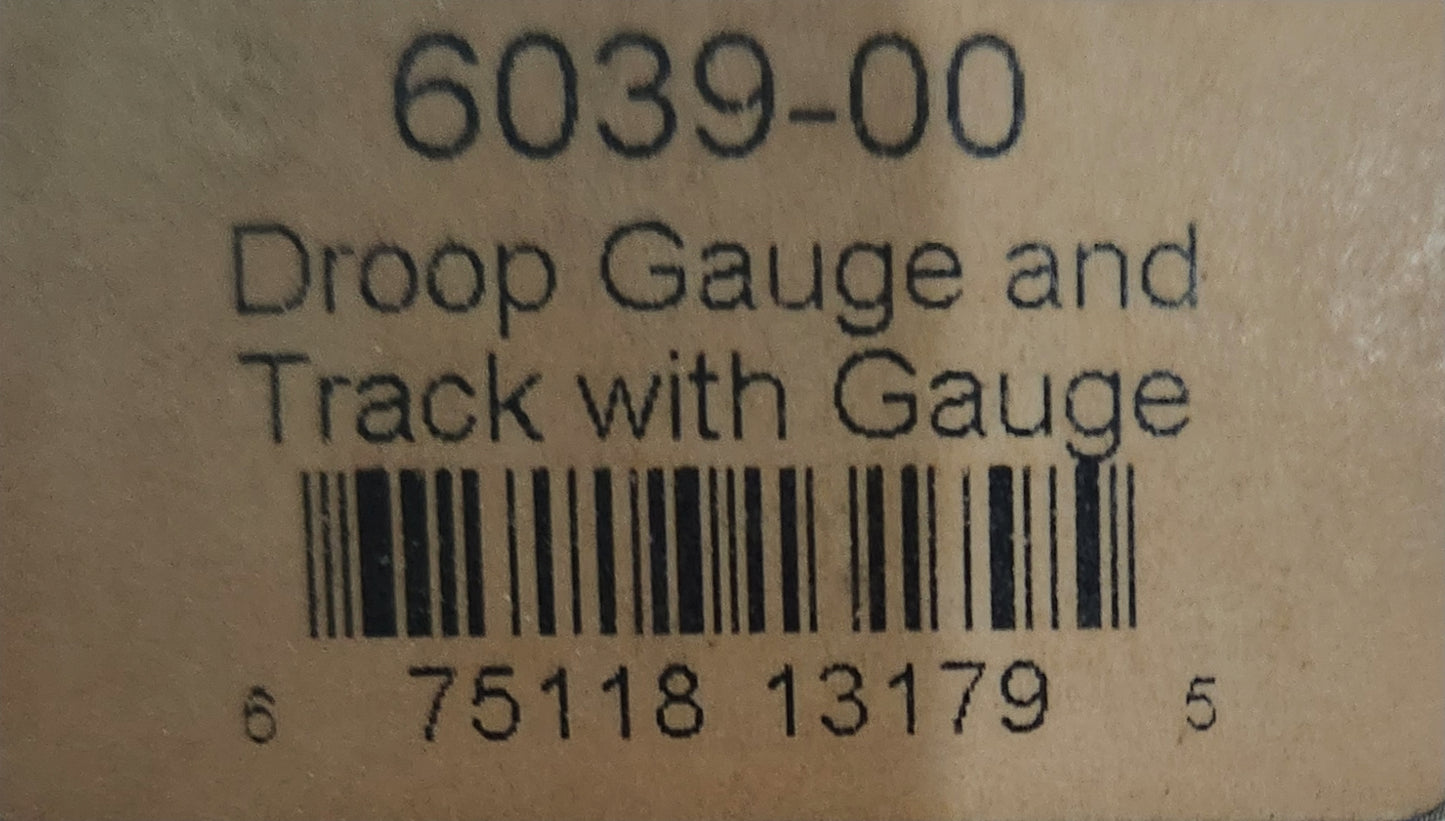 6039-00
Droop Gauge and
Track with Gauge
6 75118 13179 5